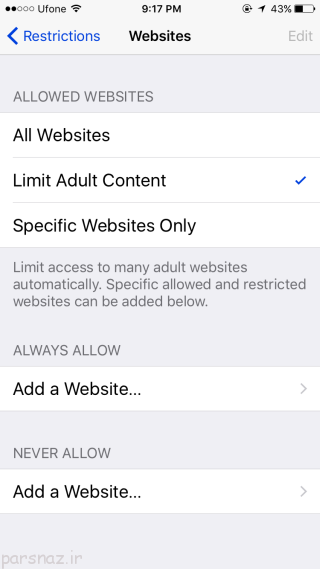 Ufone 9:17 PM 43%
Restrictions Websites Edit
ALLOWED WEBSITES
All Websites
Limit Adult Content
Specific Websites Only
Limit access to many adult websites
automatically. Specific allowed and restricted
websites can be added below.
ALWAYS ALLOW
Add a Website...
NEVER ALLOW
Add a Website...
parsnaz.ir